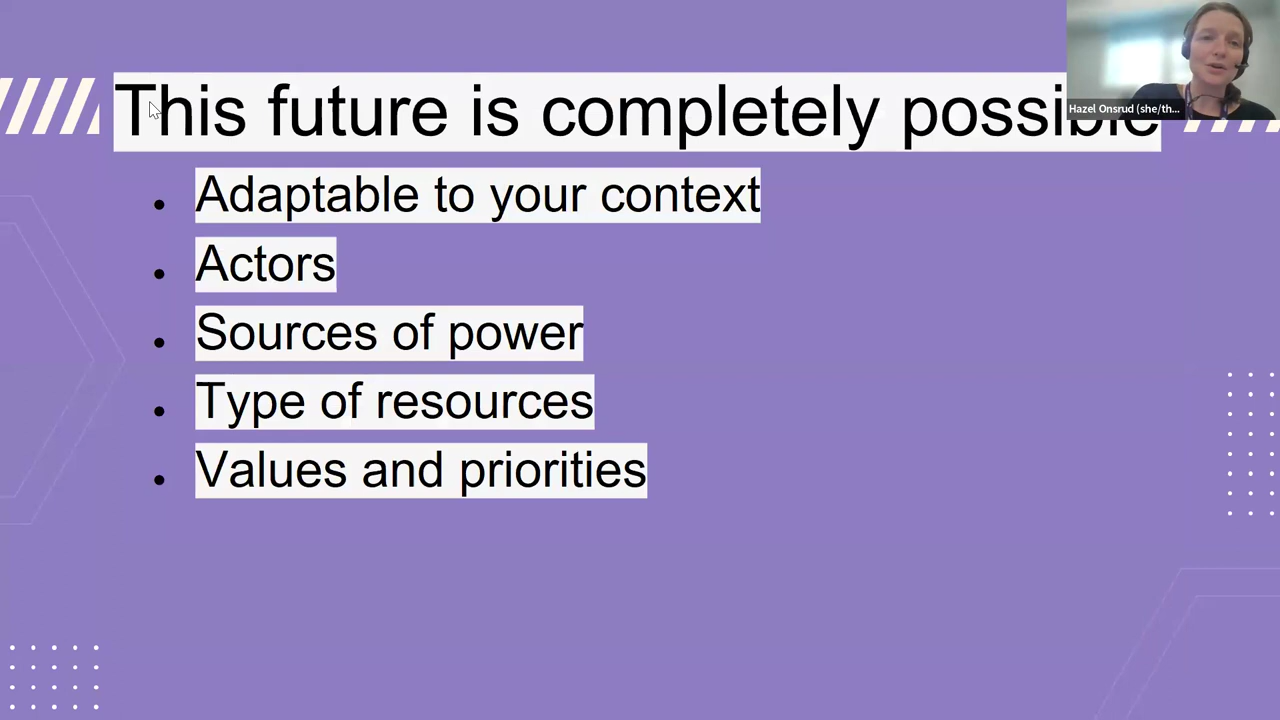 This future is completely possible
Hazel Onsrud (she/th...
Adaptable to your context
Actors
Sources of power
Type of resources
Values and priorities